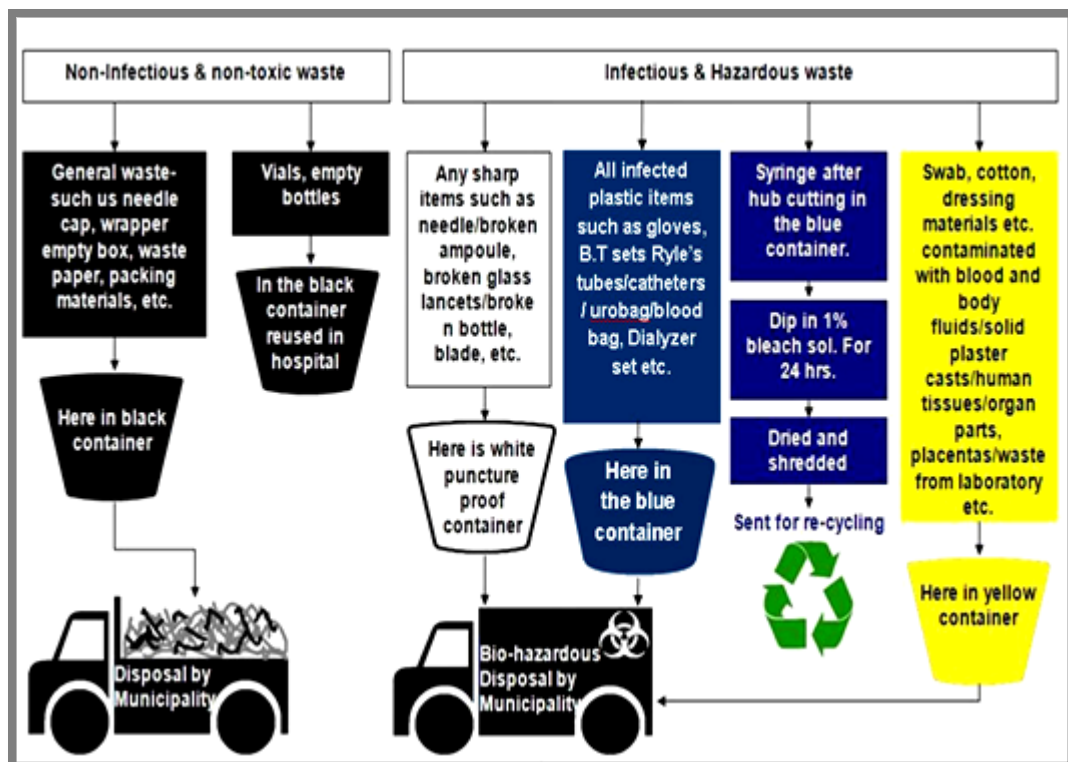 Non-Infectious & non-toxic waste
Infectious & Hazardous waste
General waste-
such us needle
cap, wrapper
empty box, waste
paper, packing
materials, etc.
Here in black
container
Disposal by
Municipality
Vials, empty
bottles
In the black
container
reused in
hospital
Any sharp
items such as
needle/broken
ampoule,
broken glass
lancets/broke
n bottle,
blade, etc.
Here is white
puncture
proof
container
All infected
plastic items
such as gloves,
B.T sets Ryle's
tubes/catheters
/ urobag/blood
bag, Dialyzer
set etc.
Here in
the blue
container
Syringe after
hub cutting in
the blue
container.
Dip in 1%
bleach sol. For
24 hrs.
Dried and
shredded
Sent for re-cycling
Swab, cotton,
dressing
materials etc.
contaminated
with blood and
body
fluids/solid
plaster
casts/human
tissues/organ
parts,
placentas/waste
from laboratory
etc.
Here in yellow
container
Bio-hazardous
Disposal by
Municipality